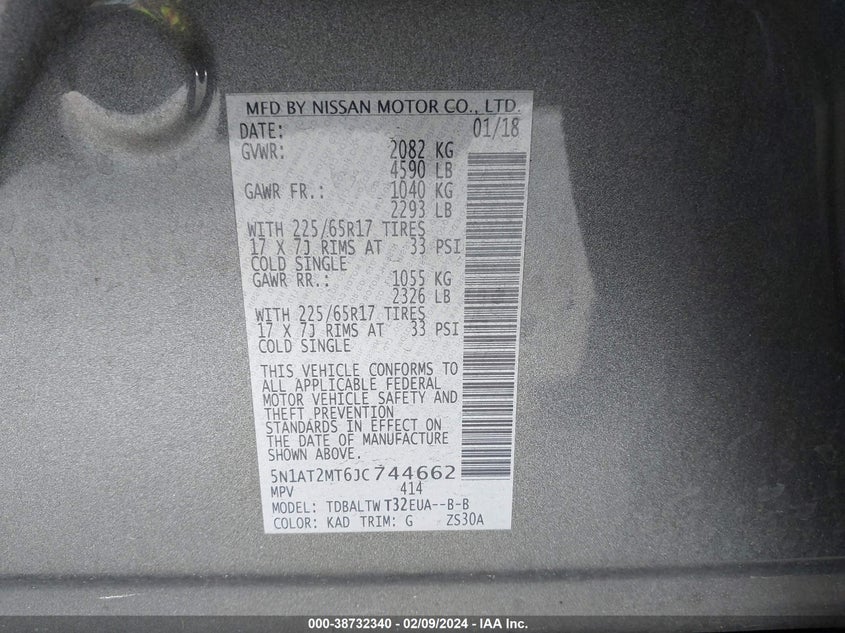 MFD BY NISSAN MOTOR CO., LTD.
DATE: 01/18
GVWR: 2082 KG
4590 LB
GAWR FR.: 1040 KG
2293 LB
WITH 225/65R17 TIRES
17 X 7J RIMS AT 33 PSI
COLD SINGLE
GAWR RR.: 1055 KG
2326 LB
WITH 225/65R17 TIRES
17 X 7J RIMS AT 33 PSI
COLD SINGLE
THIS VEHICLE CONFORMS TO
ALL APPLICABLE FEDERAL
MOTOR VEHICLE SAFETY AND
THEFT PREVENTION
STANDARDS IN EFFECT ON
THE DATE OF MANUFACTURE
SHOWN ABOVE.
5N1AT2MT6JC744662
MPV 414
MODEL: TDBALTWT32EUA--B-B
COLOR: KAD TRIM: G ZS30A
000-38732340 - 02/09/2024 - IAA Inc.